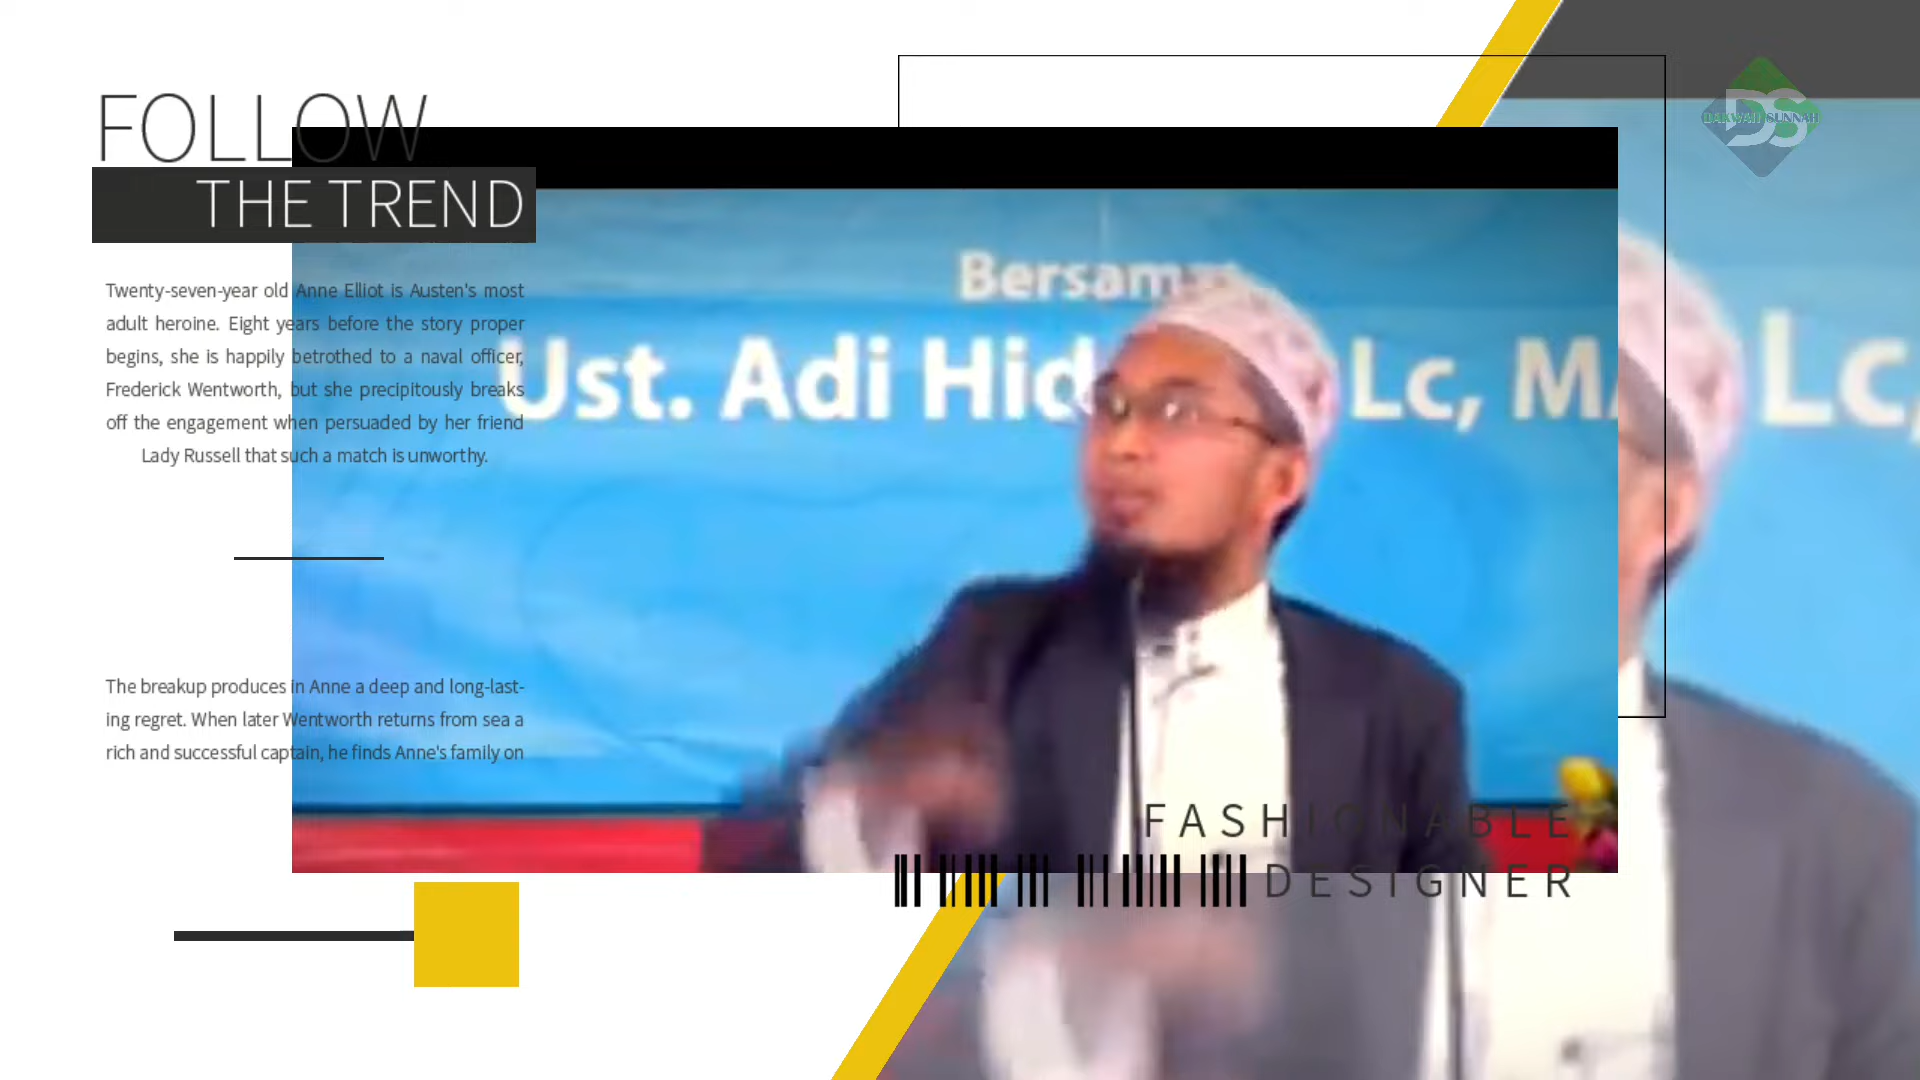 FOLLOW
THE TREND
Twenty-seven-year old Anne Elliot is Austen's most
adult heroine. Eight years before the story proper
begins, she is happily betrothed to a naval officer,
Frederick Wentworth, but she precipitously breaks
off the engagement when persuaded by her friend
Lady Russell that such a match is unworthy.
The breakup produces in Anne a deep and long-last-
ing regret. When later Wentworth returns from sea a
rich and successful captain, he finds Anne's family on
DS
DAKWAH SUNNAH
Bersama
Ust. Adi Hid Lc, MA
Lc,
FASHIONABLE
DESIGNER